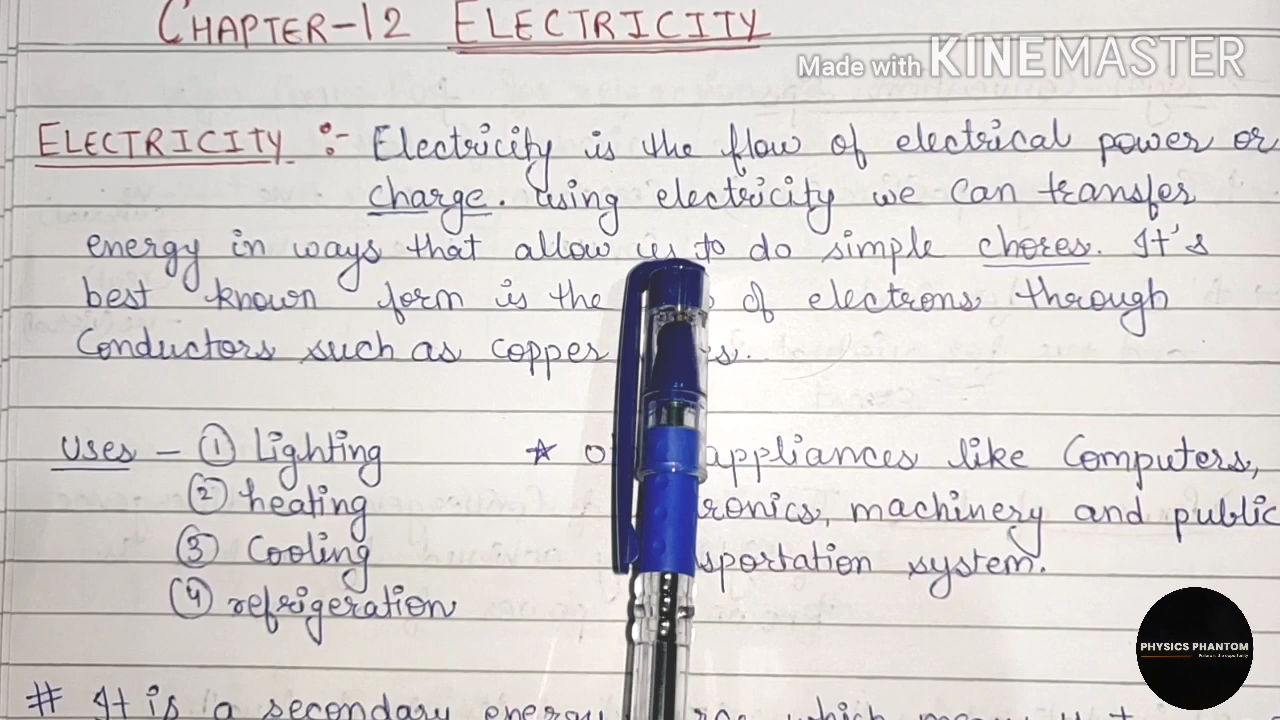 CHAPTER-12 ELECTRICITY
Made with KINEMASTER
ELECTRICITY :- Electricity is the flow of electrical power or
charge. Using electricity we can transfer
energy in ways that allow us to do simple chores. It's
best known form is the of electrons through
conductors such as copper
Uses - ① Lighting ☆ appliances like computers,
② heating machinery and public
③ Cooling system.
④ refrigeration
PHYSICS PHANTOM
# It is a secondary energy which